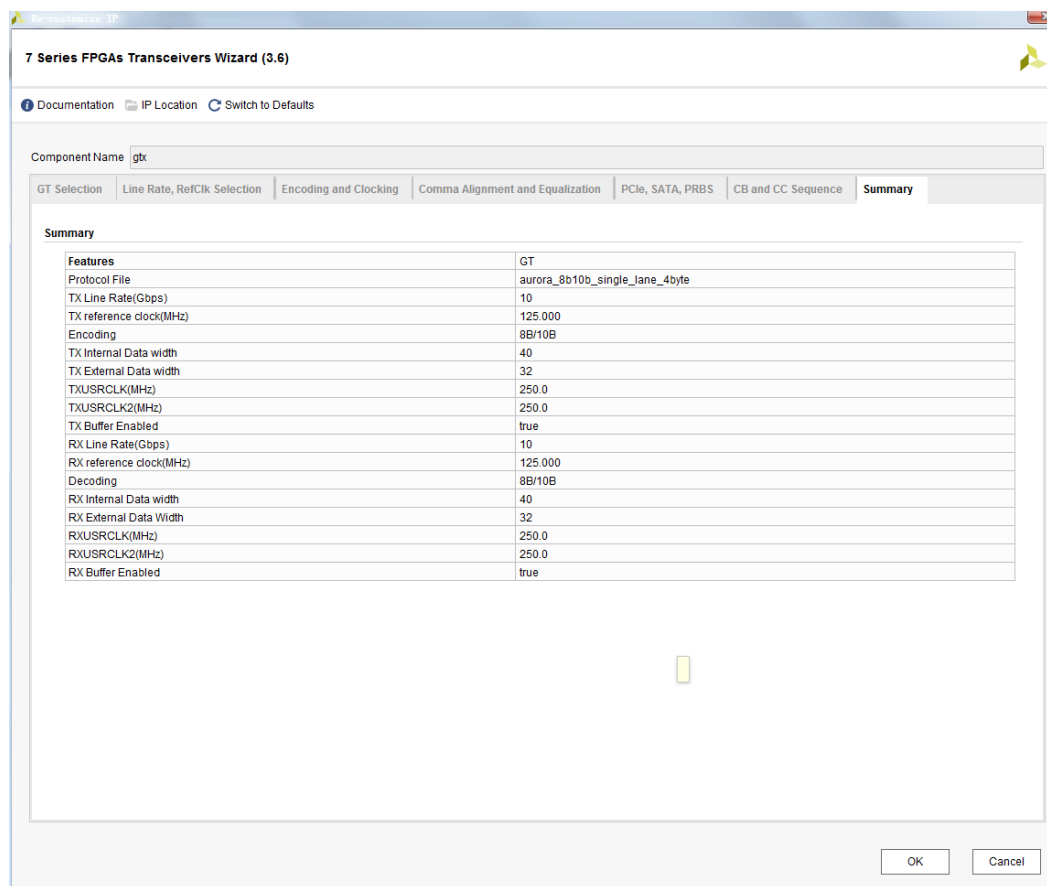 Re-customize IP
7 Series FPGAs Transceivers Wizard (3.6)
Documentation IP Location Switch to Defaults
Component Name gtx
GT Selection Line Rate, RefClk Selection Encoding and Clocking Comma Alignment and Equalization PCIe, SATA, PRBS CB and CC Sequence Summary
Summary
Features GT
Protocol File aurora_8b10b_single_lane_4byte
TX Line Rate(Gbps) 10
TX reference clock(MHz) 125.000
Encoding 8B/10B
TX Internal Data width 40
TX External Data width 32
TXUSRCLK(MHz) 250.0
TXUSRCLK2(MHz) 250.0
TX Buffer Enabled true
RX Line Rate(Gbps) 10
RX reference clock(MHz) 125.000
Decoding 8B/10B
RX Internal Data width 40
RX External Data Width 32
RXUSRCLK(MHz) 250.0
RXUSRCLK2(MHz) 250.0
RX Buffer Enabled true
OK Cancel